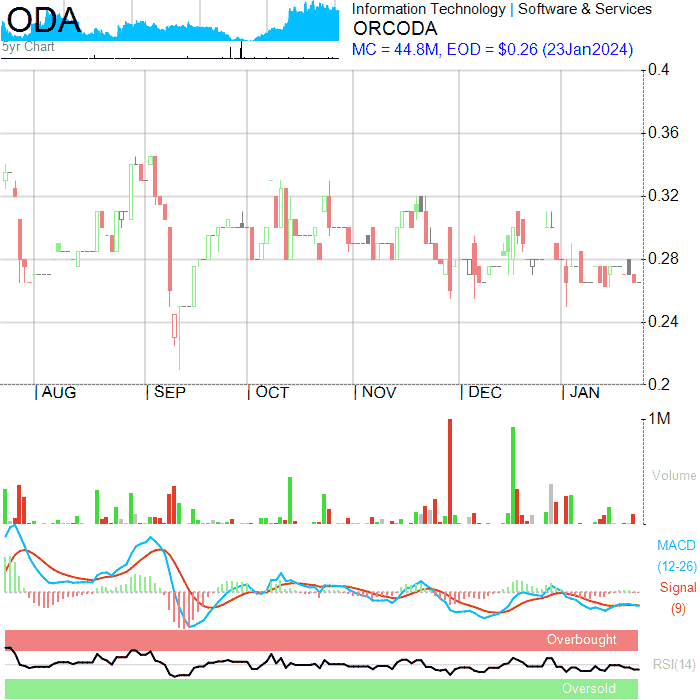 ODA
5yr Chart
Information Technology | Software & Services
ORCODA
MC = 44.8M, EOD = $0.26 (23Jan2024)
0.4
0.36
0.32
0.28
0.24
0.2
AUG SEP OCT NOV DEC JAN
1M
Volume
MACD
(12-26)
Signal
(9)
Overbought
RSI(14)
Oversold